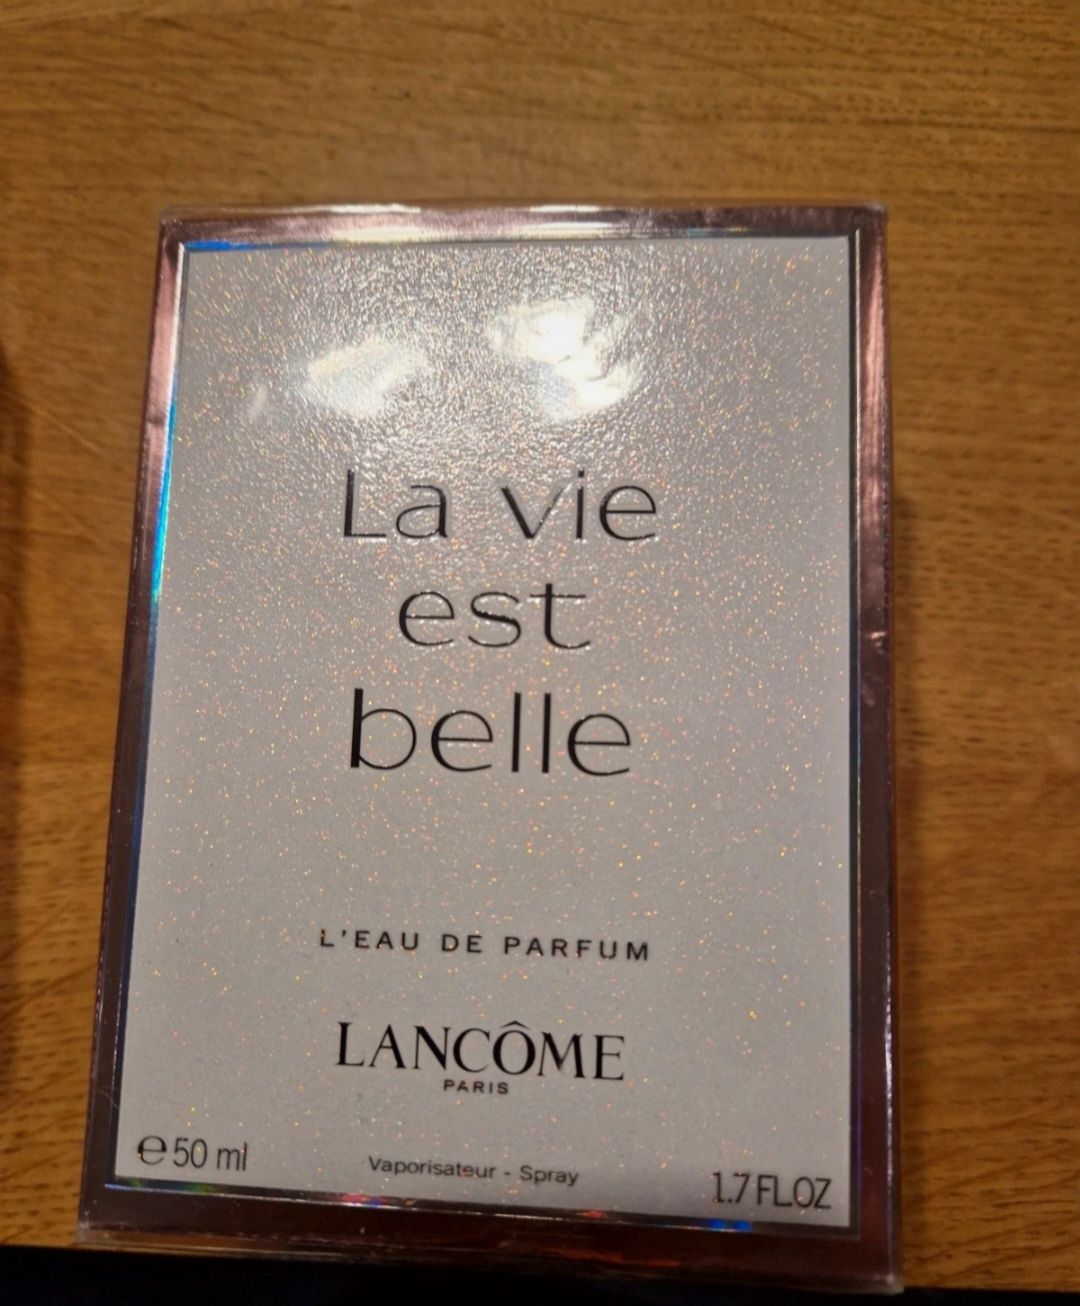 La vie
est
belle
L'EAU DE PARFUM
LANCÔME
PARIS
℮ 50 ml
Vaporisateur - Spray
1.7 FL.OZ